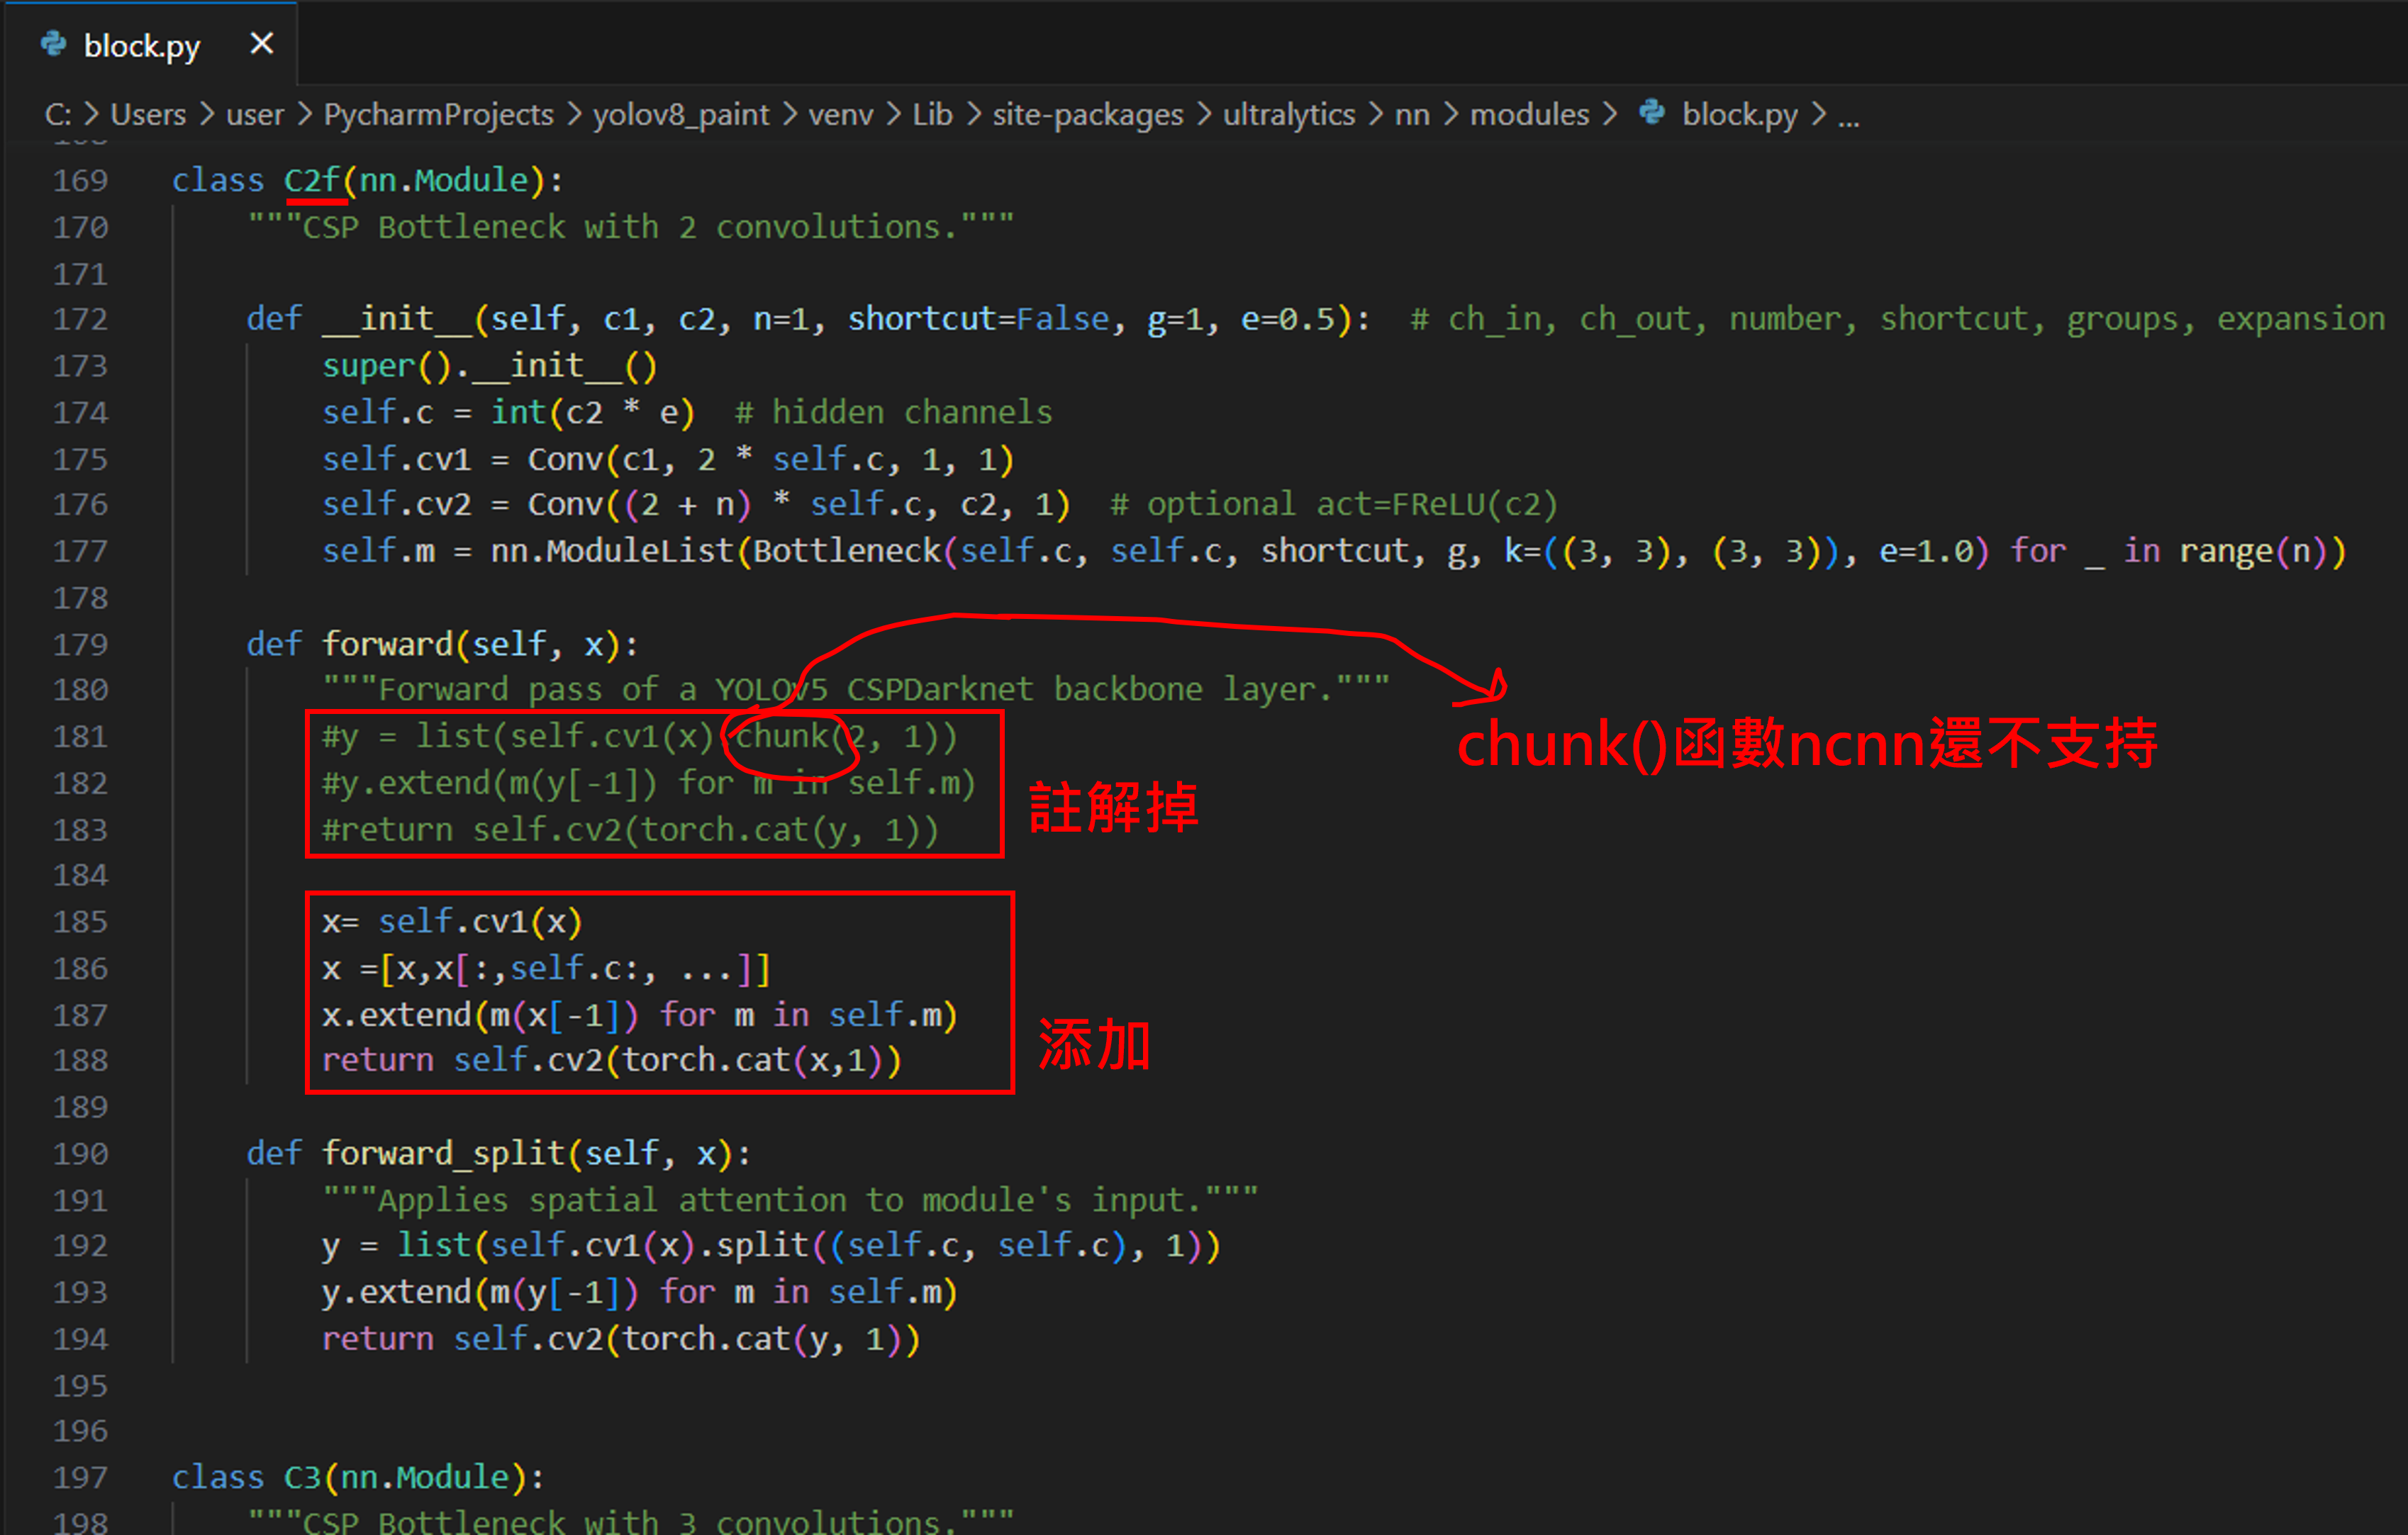 block.py
C: > Users > user > PycharmProjects > yolov8_paint > venv > Lib > site-packages > ultralytics > nn > modules > block.py > ...
169 class C2f(nn.Module):
170 """CSP Bottleneck with 2 convolutions."""
171
172 def __init__(self, c1, c2, n=1, shortcut=False, g=1, e=0.5):  # ch_in, ch_out, number, shortcut, groups, expansion
173 super().__init__()
174 self.c = int(c2 * e)  # hidden channels
175 self.cv1 = Conv(c1, 2 * self.c, 1, 1)
176 self.cv2 = Conv((2 + n) * self.c, c2, 1)  # optional act=FReLU(c2)
177 self.m = nn.ModuleList(Bottleneck(self.c, self.c, shortcut, g, k=((3, 3), (3, 3)), e=1.0) for _ in range(n))
178
179 def forward(self, x):
180 """Forward pass of a YOLOv5 CSPDarknet backbone layer."""
181 #y = list(self.cv1(x).chunk(2, 1))
chunk()函數ncnn還不支持
182 #y.extend(m(y[-1]) for m in self.m)
註解掉
183 #return self.cv2(torch.cat(y, 1))
184
185 x= self.cv1(x)
186 x =[x,x[:,self.c:, ...]]
187 x.extend(m(x[-1]) for m in self.m)
添加
188 return self.cv2(torch.cat(x,1))
189
190 def forward_split(self, x):
191 """Applies spatial attention to module's input."""
192 y = list(self.cv1(x).split((self.c, self.c), 1))
193 y.extend(m(y[-1]) for m in self.m)
194 return self.cv2(torch.cat(y, 1))
195
196
197 class C3(nn.Module):
198 """CSP Bottleneck with 3 convolutions."""